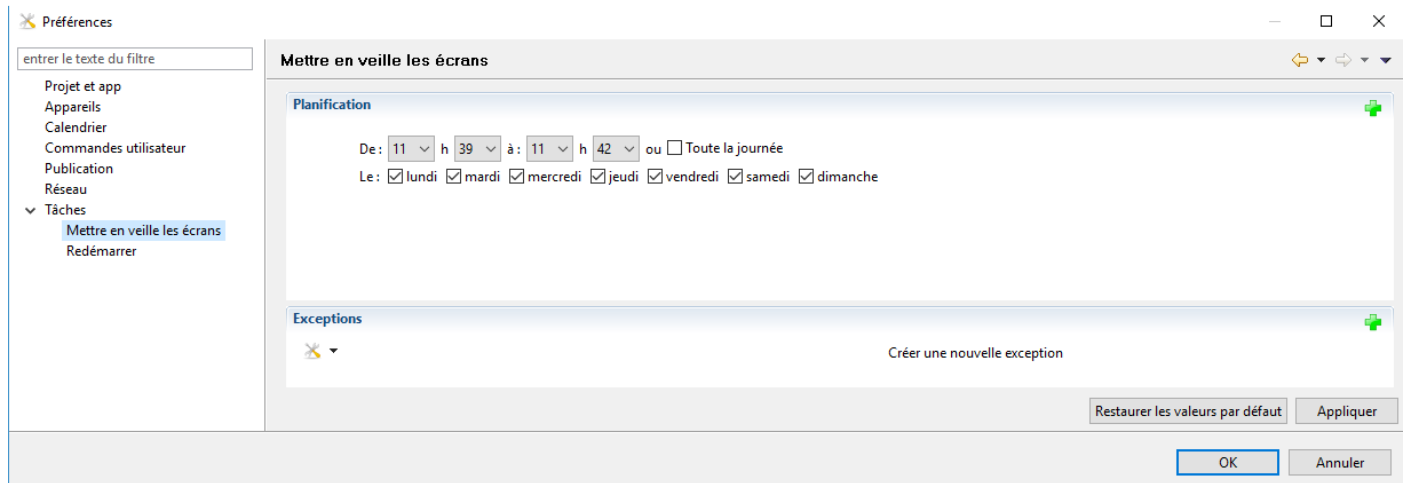 Préférences
entrer le texte du filtre
Projet et app
Appareils
Calendrier
Commandes utilisateur
Publication
Réseau
Tâches
Mettre en veille les écrans
Redémarrer
Mettre en veille les écrans
Planification
De : 11 h 39 à : 11 h 42 ou Toute la journée
Le : lundi mardi mercredi jeudi vendredi samedi dimanche
Exceptions
Créer une nouvelle exception
Restaurer les valeurs par défaut Appliquer
OK Annuler